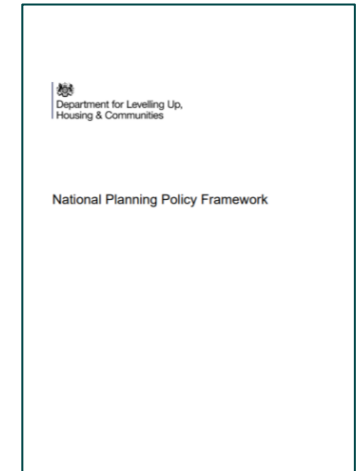 Department for Levelling Up,
Housing & Communities
National Planning Policy Framework